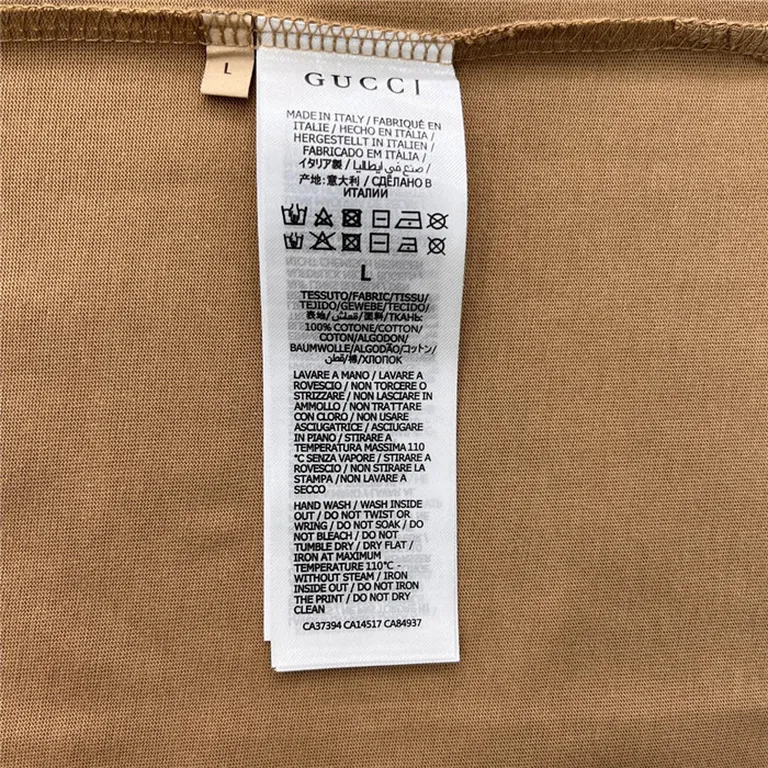 L
GUCCI
MADE IN ITALY / FABRIQUÉ EN
ITALIE / HECHO EN ITALIA /
HERGESTELLT IN ITALIEN /
FABRICADO EM ITÀLIA /
イタリア製 / صنع في ايطاليا /
产地：意大利 / СДЕЛАНО В
ИТАЛИИ
L
TESSUTO/FABRIC/TISSU/
TEJIDO/GEWEBE/TECIDO/
表地/قماش/面料/ТКАНЬ:
100% COTONE/COTTON/
COTON/ALGODON/
BAUMWOLLE/ALGODÃO/コットン/
قطن/棉/ХЛОПОК
LAVARE A MANO / LAVARE A
ROVESCIO / NON TORCERE O
STRIZZARE / NON LASCIARE IN
AMMOLLO / NON TRATTARE
CON CLORO / NON USARE
ASCIUGATRICE / ASCIUGARE
IN PIANO / STIRARE A
TEMPERATURA MASSIMA 110
°C SENZA VAPORE / STIRARE A
ROVESCIO / NON STIRARE LA
STAMPA /NON LAVARE A
SECCO
HAND WASH / WASH INSIDE
OUT / DO NOT TWIST OR
WRING / DO NOT SOAK / DO
NOT BLEACH / DO NOT
TUMBLE DRY / DRY FLAT /
IRON AT MAXIMUM
TEMPERATURE 110°C -
WITHOUT STEAM / IRON
INSIDE OUT / DO NOT IRON
THE PRINT / DO NOT DRY
CLEAN
CA37394 CA14517 CA84937